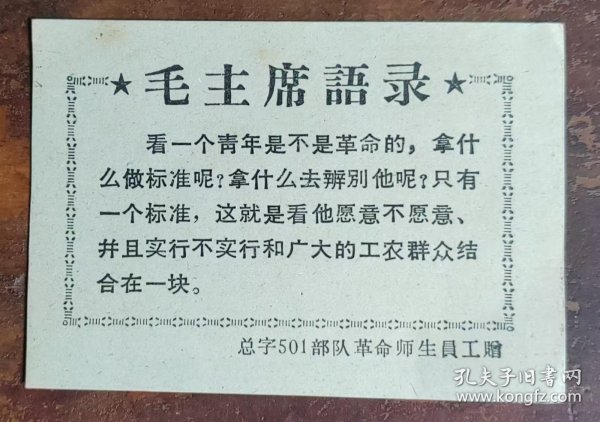 ★毛主席語录★
看一个青年是不是革命的，拿什
么做标准呢？拿什么去辨別他呢？只有
一个标准，这就是看他愿意不愿意、
并且实行不实行和广大的工农群众结
合在一块。
总字501部队革命师生員工贈
孔夫子旧书网
www.kongfz.com